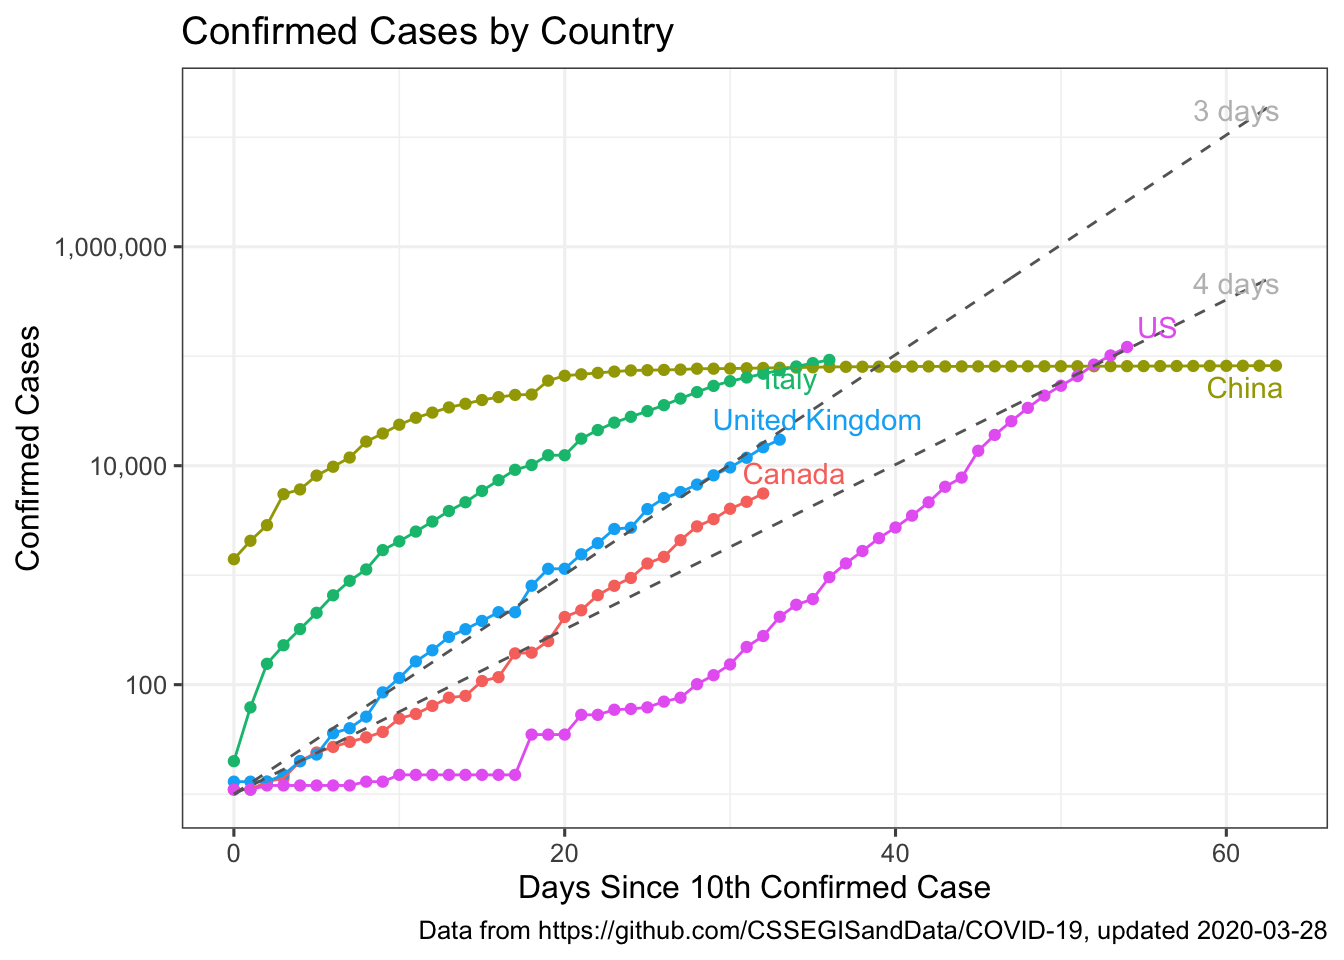 Confirmed Cases by Country
3 days
1,000,000
4 days
US
Italy
China
United Kingdom
10,000
Canada
Confirmed Cases
100
0
20
40
60
Days Since 10th Confirmed Case
Data from https://github.com/CSSEGISandData/COVID-19, updated 2020-03-28